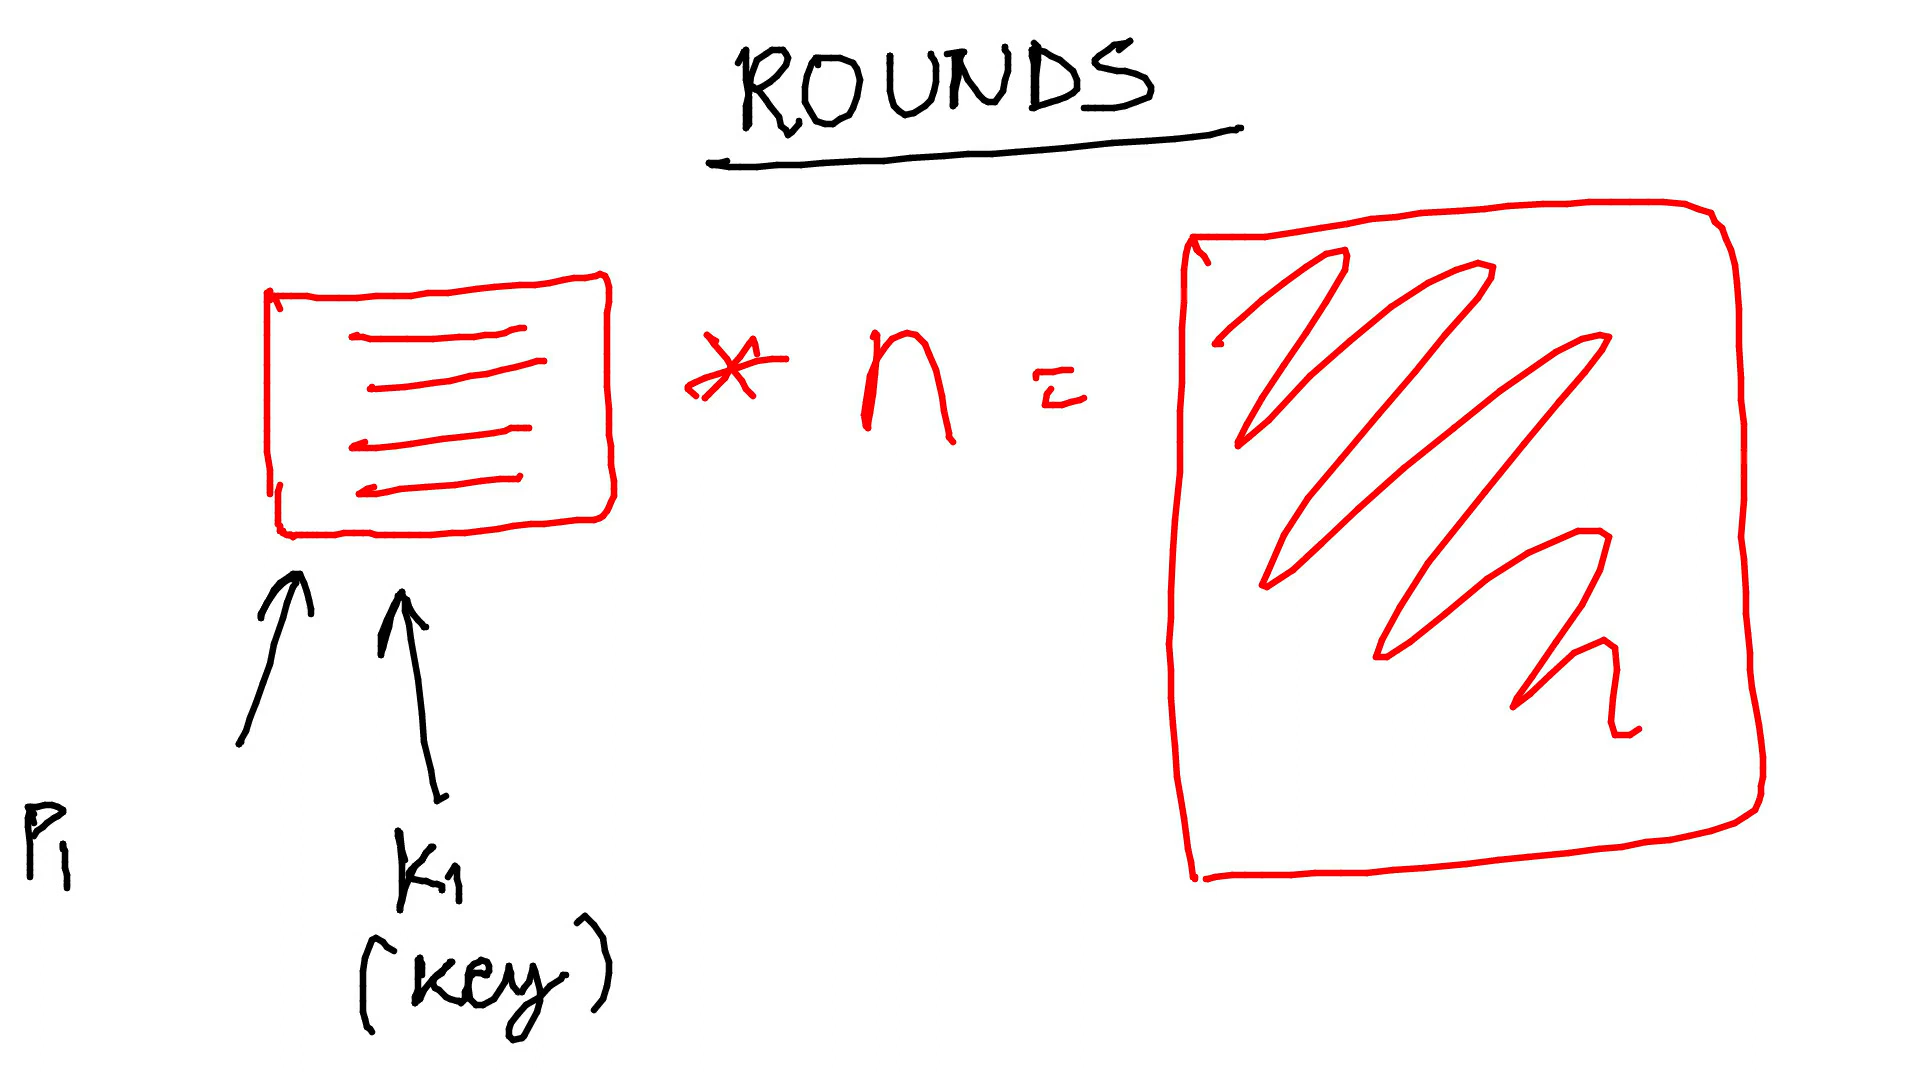 ROUNDS
* n =
P1
K1
(key)